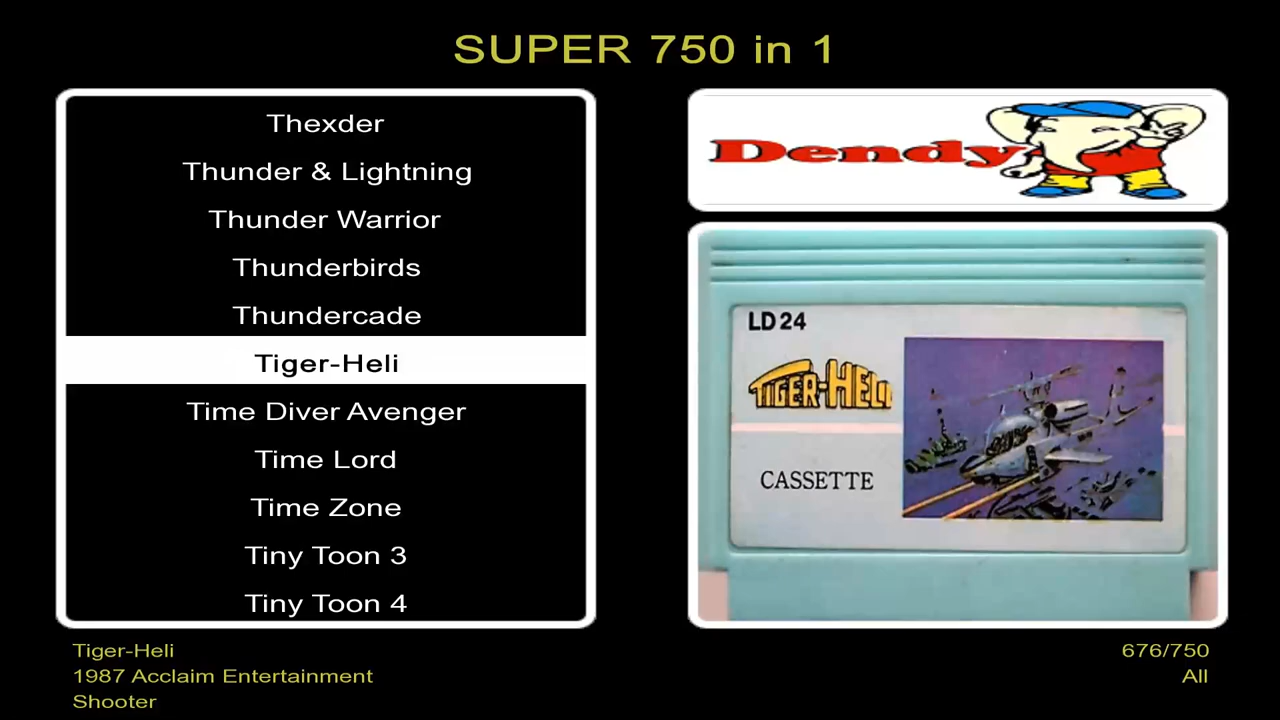 SUPER 750 in 1
Thexder
Thunder & Lightning
Thunder Warrior
Thunderbirds
Thundercade
Tiger-Heli
Time Diver Avenger
Time Lord
Time Zone
Tiny Toon 3
Tiny Toon 4
Dendy
LD24
TIGER-HELI
CASSETTE
Tiger-Heli
1987 Acclaim Entertainment
Shooter
676/750
All